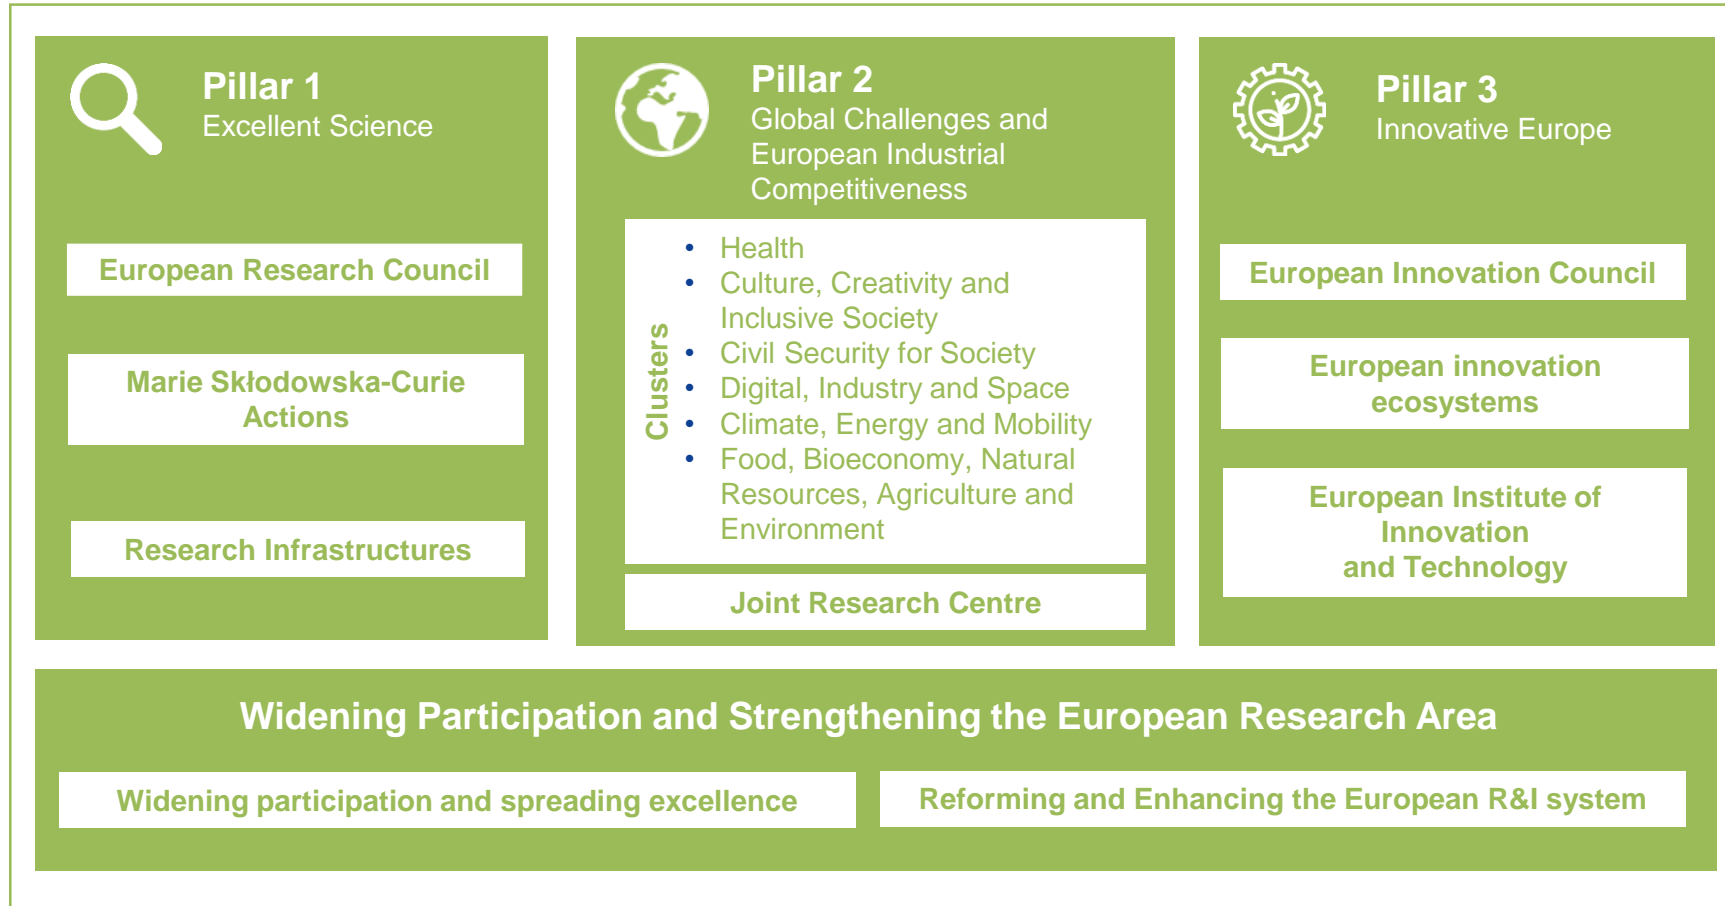 Pillar 1
Excellent Science
European Research Council
Marie Skłodowska-Curie
Actions
Research Infrastructures
Pillar 2
Global Challenges and
European Industrial
Competitiveness
Clusters
• Health
• Culture, Creativity and
Inclusive Society
• Civil Security for Society
• Digital, Industry and Space
• Climate, Energy and Mobility
• Food, Bioeconomy, Natural
Resources, Agriculture and
Environment
Joint Research Centre
Pillar 3
Innovative Europe
European Innovation Council
European innovation
ecosystems
European Institute of
Innovation
and Technology
Widening Participation and Strengthening the European Research Area
Widening participation and spreading excellence
Reforming and Enhancing the European R&I system